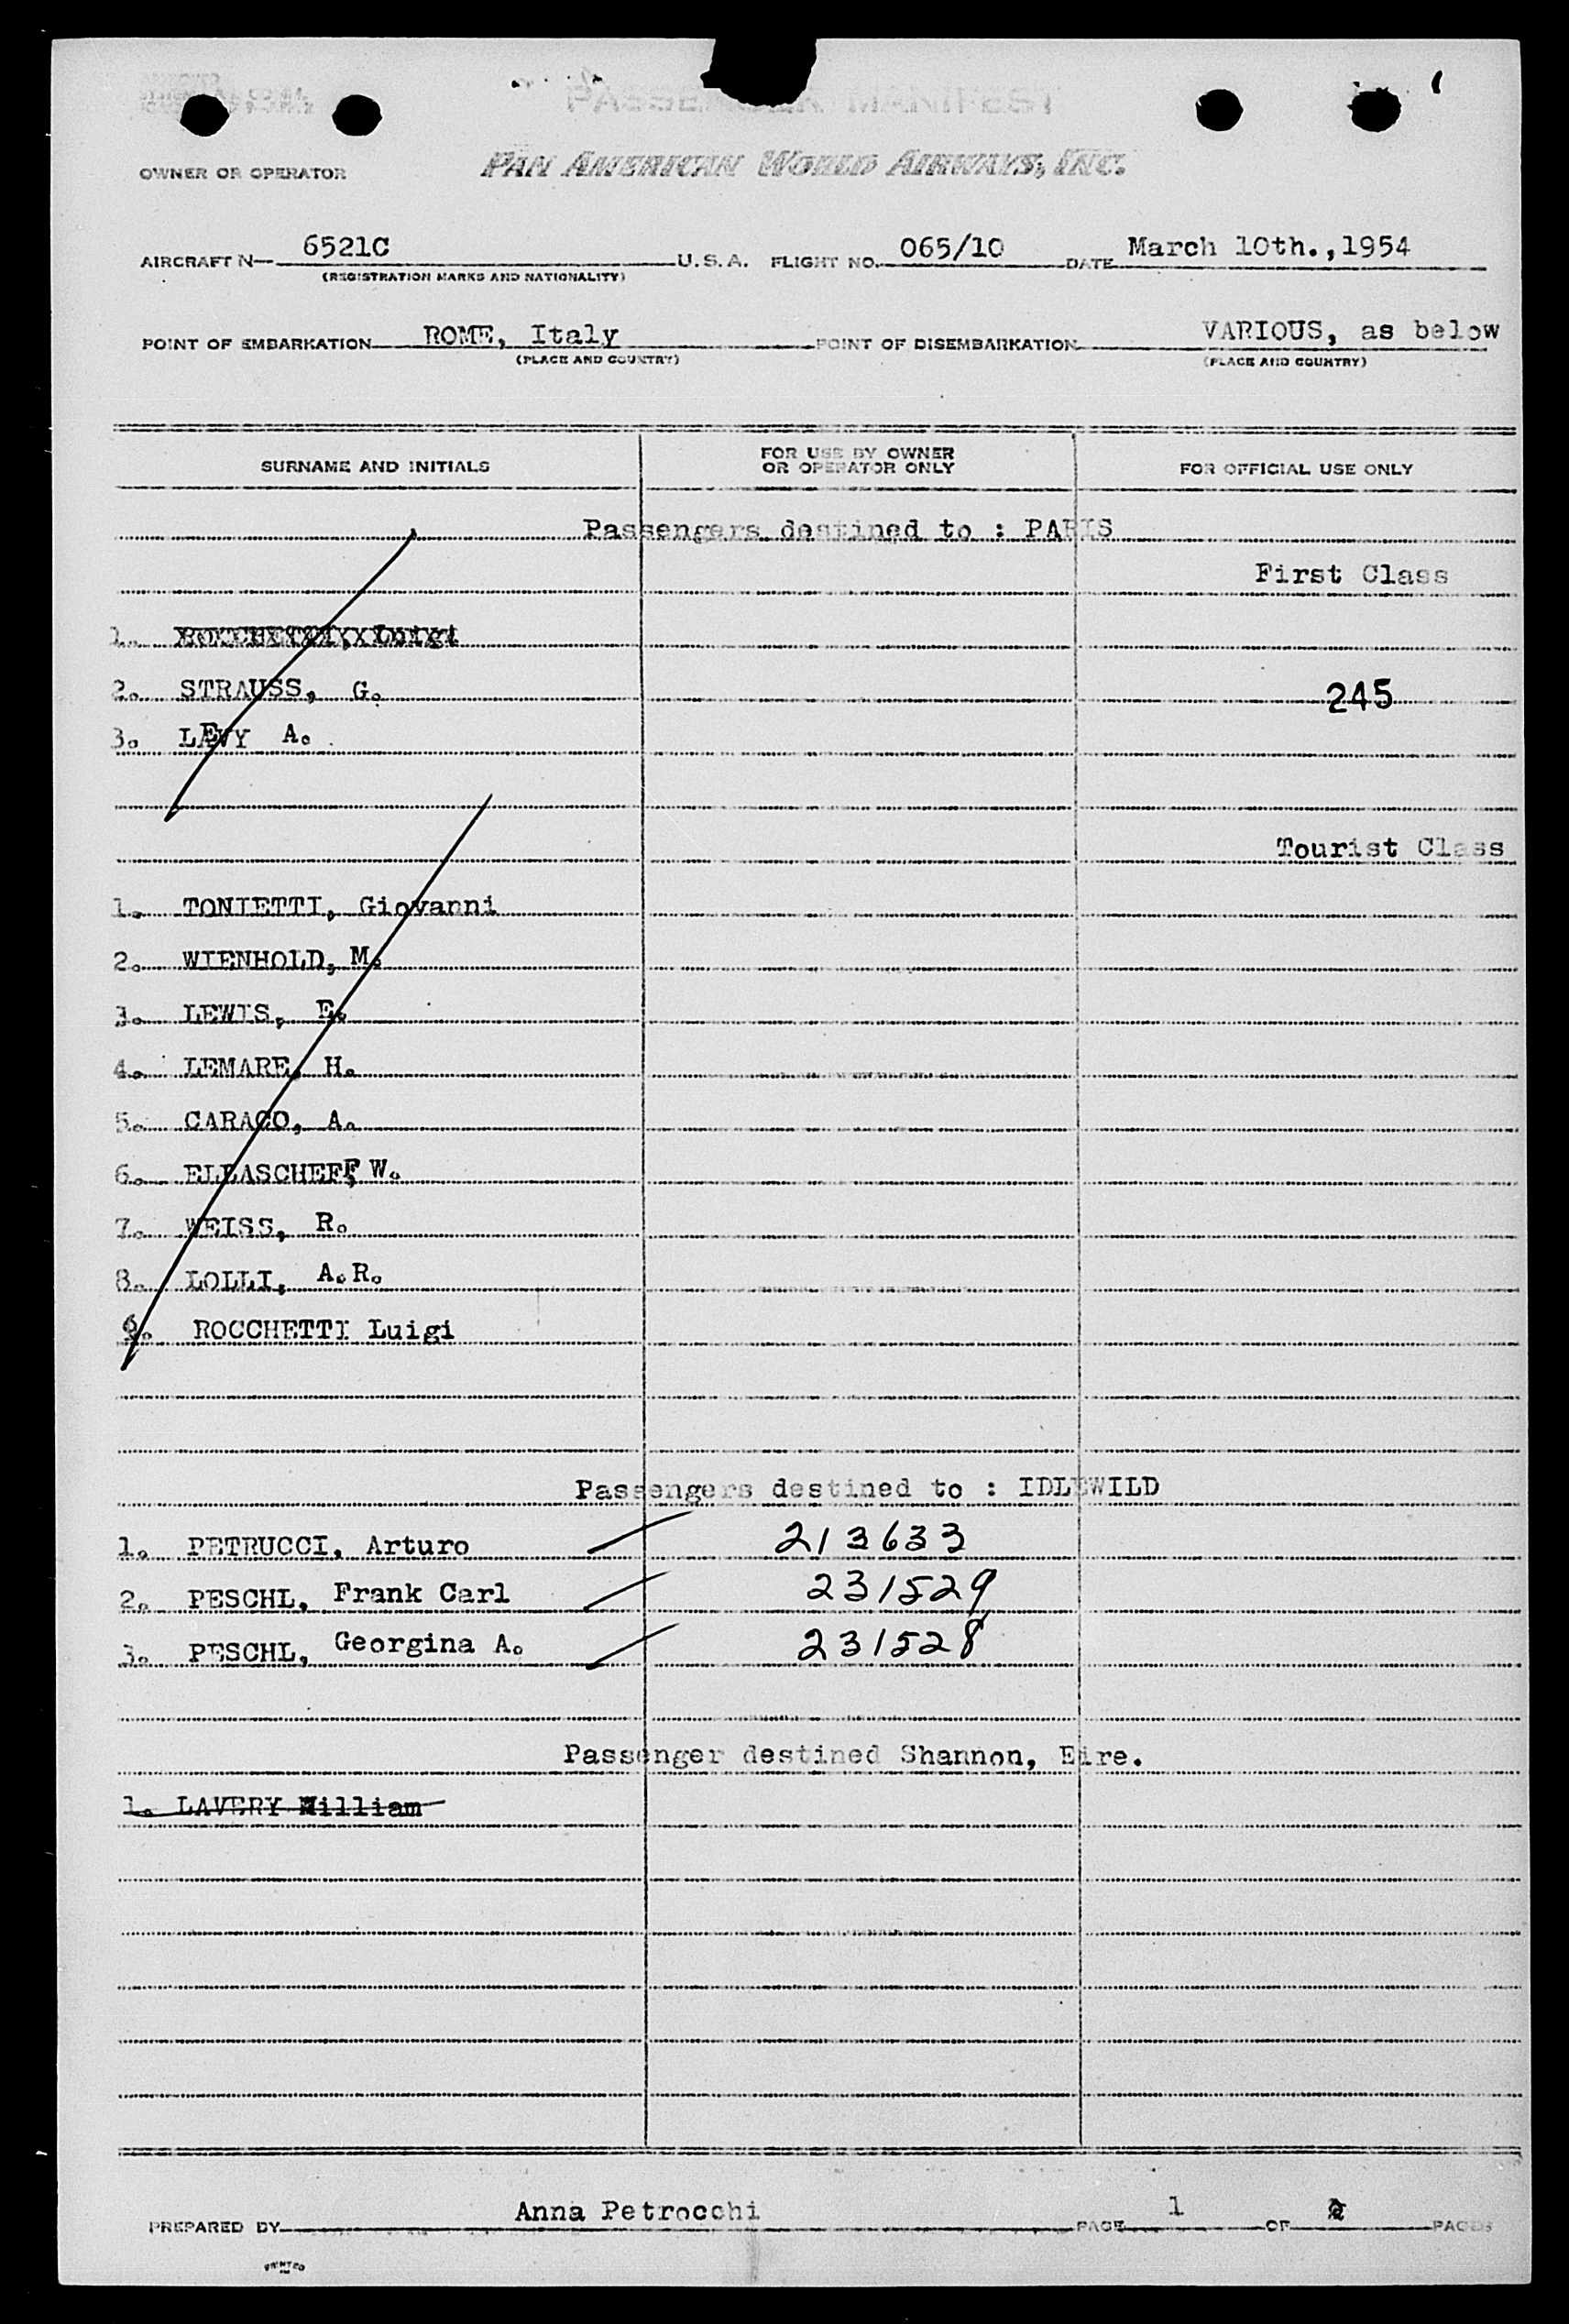 PASSENGER MANIFEST
OWNER OR OPERATOR PAN AMERICAN WORLD AIRWAYS, INC.
AIRCRAFT N- 6521C U.S.A. FLIGHT NO. 065/10 DATE March 10th.,1954
(REGISTRATION MARKS AND NATIONALITY)
POINT OF EMBARKATION ROME, Italy POINT OF DISEMBARKATION VARIOUS, as below
(PLACE AND COUNTRY) (PLACE AND COUNTRY)
SURNAME AND INITIALS FOR USE BY OWNER OR OPERATOR ONLY FOR OFFICIAL USE ONLY
Passengers destined to : PARIS
First Class
1. ROCCHETTI, Luigi
2. STRAUSS, G. 245
3. LEVY A.
Tourist Class
1. TONIETTI, Giovanni
2. WIENHOLD, M.
3. LEWIS, E.
4. LEMARE, H.
5. CARACO, A.
6. ELEASCHEFF, W.
7. WEISS, R.
8. LOLLI, A.R.
9. ROCCHETTI Luigi
Passengers destined to : IDLEWILD
1. PETRUCCI, Arturo 213633
2. PESCHL, Frank Carl 231529
3. PESCHL, Georgina A. 231528
Passenger destined Shannon, Eire.
1. LAVERY William
PREPARED BY Anna Petrocchi PAGE 1 OF 2 PAGES
PRINTED